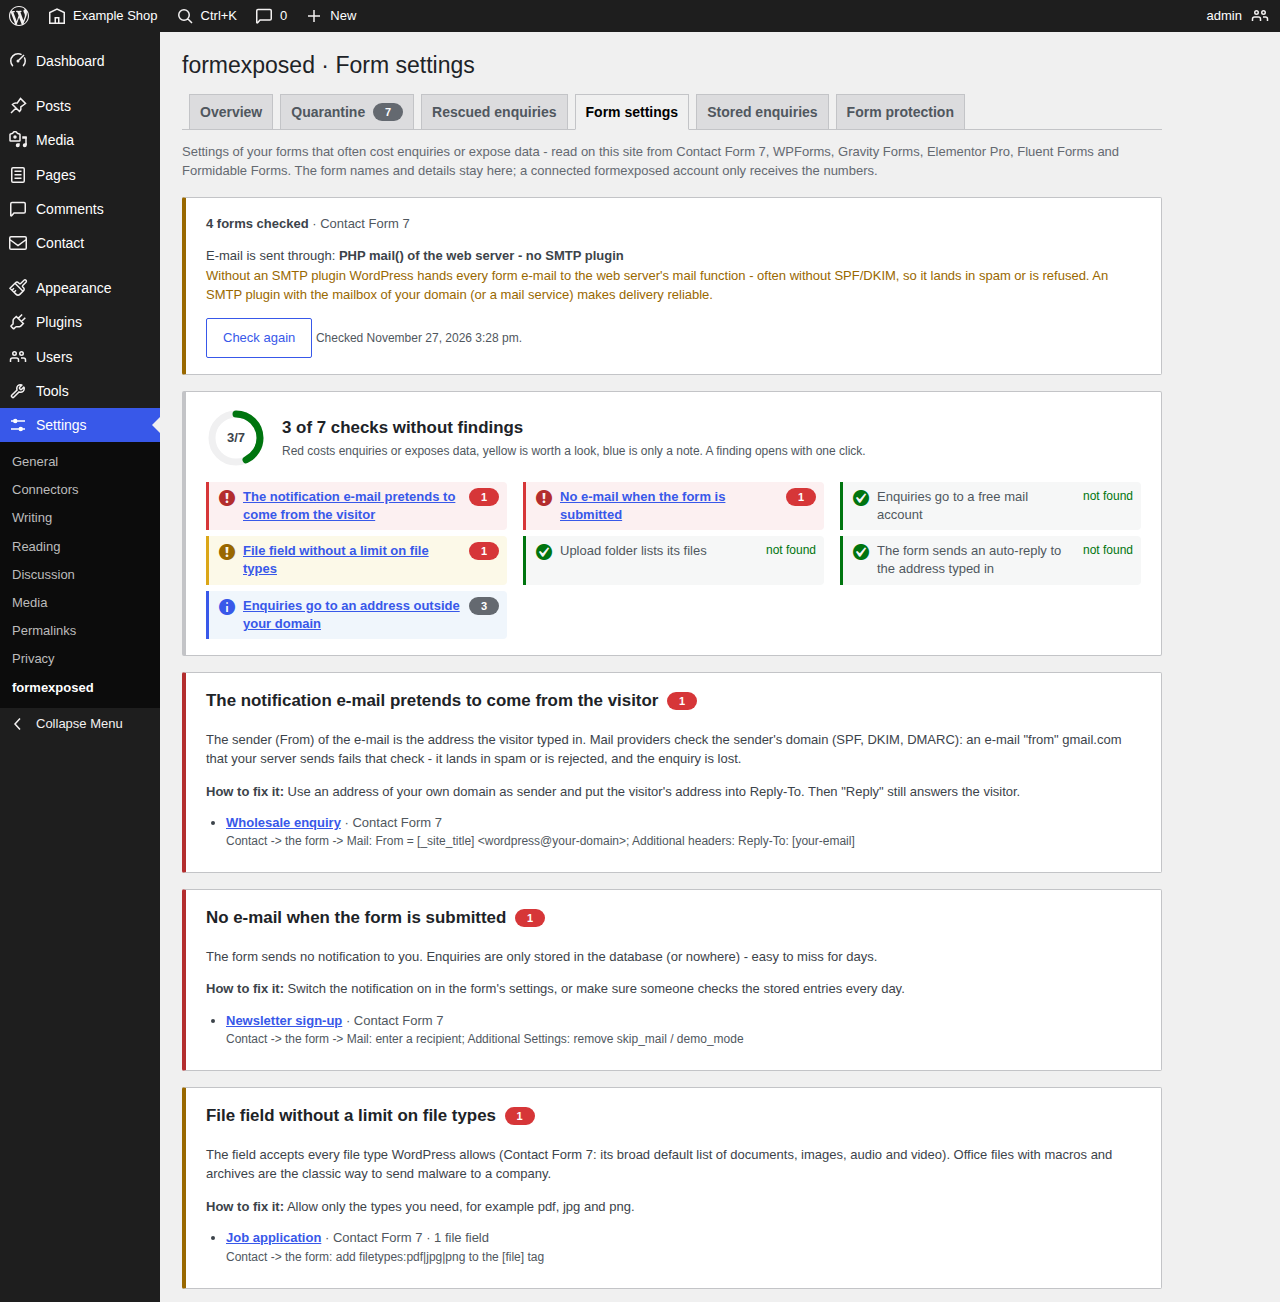 Example Shop
Ctrl+K
0
New
admin
Dashboard
Posts
Media
Pages
Comments
Contact
Appearance
Plugins
Users
Tools
Settings
General
Connectors
Writing
Reading
Discussion
Media
Permalinks
Privacy
formexposed
Collapse Menu
formexposed · Form settings
Overview
Quarantine 7
Rescued enquiries
Form settings
Stored enquiries
Form protection
Settings of your forms that often cost enquiries or expose data - read on this site from Contact Form 7, WPForms, Gravity Forms, Elementor Pro, Fluent Forms and
Formidable Forms. The form names and details stay here; a connected formexposed account only receives the numbers.
4 forms checked · Contact Form 7
E-mail is sent through: PHP mail() of the web server - no SMTP plugin
Without an SMTP plugin WordPress hands every form e-mail to the web server's mail function - often without SPF/DKIM, so it lands in spam or is refused. An
SMTP plugin with the mailbox of your domain (or a mail service) makes delivery reliable.
Check again Checked November 27, 2026 3:28 pm.
3/7
3 of 7 checks without findings
Red costs enquiries or exposes data, yellow is worth a look, blue is only a note. A finding opens with one click.
The notification e-mail pretends to 1
come from the visitor
No e-mail when the form is 1
submitted
Enquiries go to a free mail not found
account
File field without a limit on file 1
types
Upload folder lists its files not found
The form sends an auto-reply to not found
the address typed in
Enquiries go to an address outside 3
your domain
The notification e-mail pretends to come from the visitor 1
The sender (From) of the e-mail is the address the visitor typed in. Mail providers check the sender's domain (SPF, DKIM, DMARC): an e-mail "from" gmail.com
that your server sends fails that check - it lands in spam or is rejected, and the enquiry is lost.
How to fix it: Use an address of your own domain as sender and put the visitor's address into Reply-To. Then "Reply" still answers the visitor.
• Wholesale enquiry · Contact Form 7
Contact -> the form -> Mail: From = [_site_title] <wordpress@your-domain>; Additional headers: Reply-To: [your-email]
No e-mail when the form is submitted 1
The form sends no notification to you. Enquiries are only stored in the database (or nowhere) - easy to miss for days.
How to fix it: Switch the notification on in the form's settings, or make sure someone checks the stored entries every day.
• Newsletter sign-up · Contact Form 7
Contact -> the form -> Mail: enter a recipient; Additional Settings: remove skip_mail / demo_mode
File field without a limit on file types 1
The field accepts every file type WordPress allows (Contact Form 7: its broad default list of documents, images, audio and video). Office files with macros and
archives are the classic way to send malware to a company.
How to fix it: Allow only the types you need, for example pdf, jpg and png.
• Job application · Contact Form 7 · 1 file field
Contact -> the form: add filetypes:pdf|jpg|png to the [file] tag